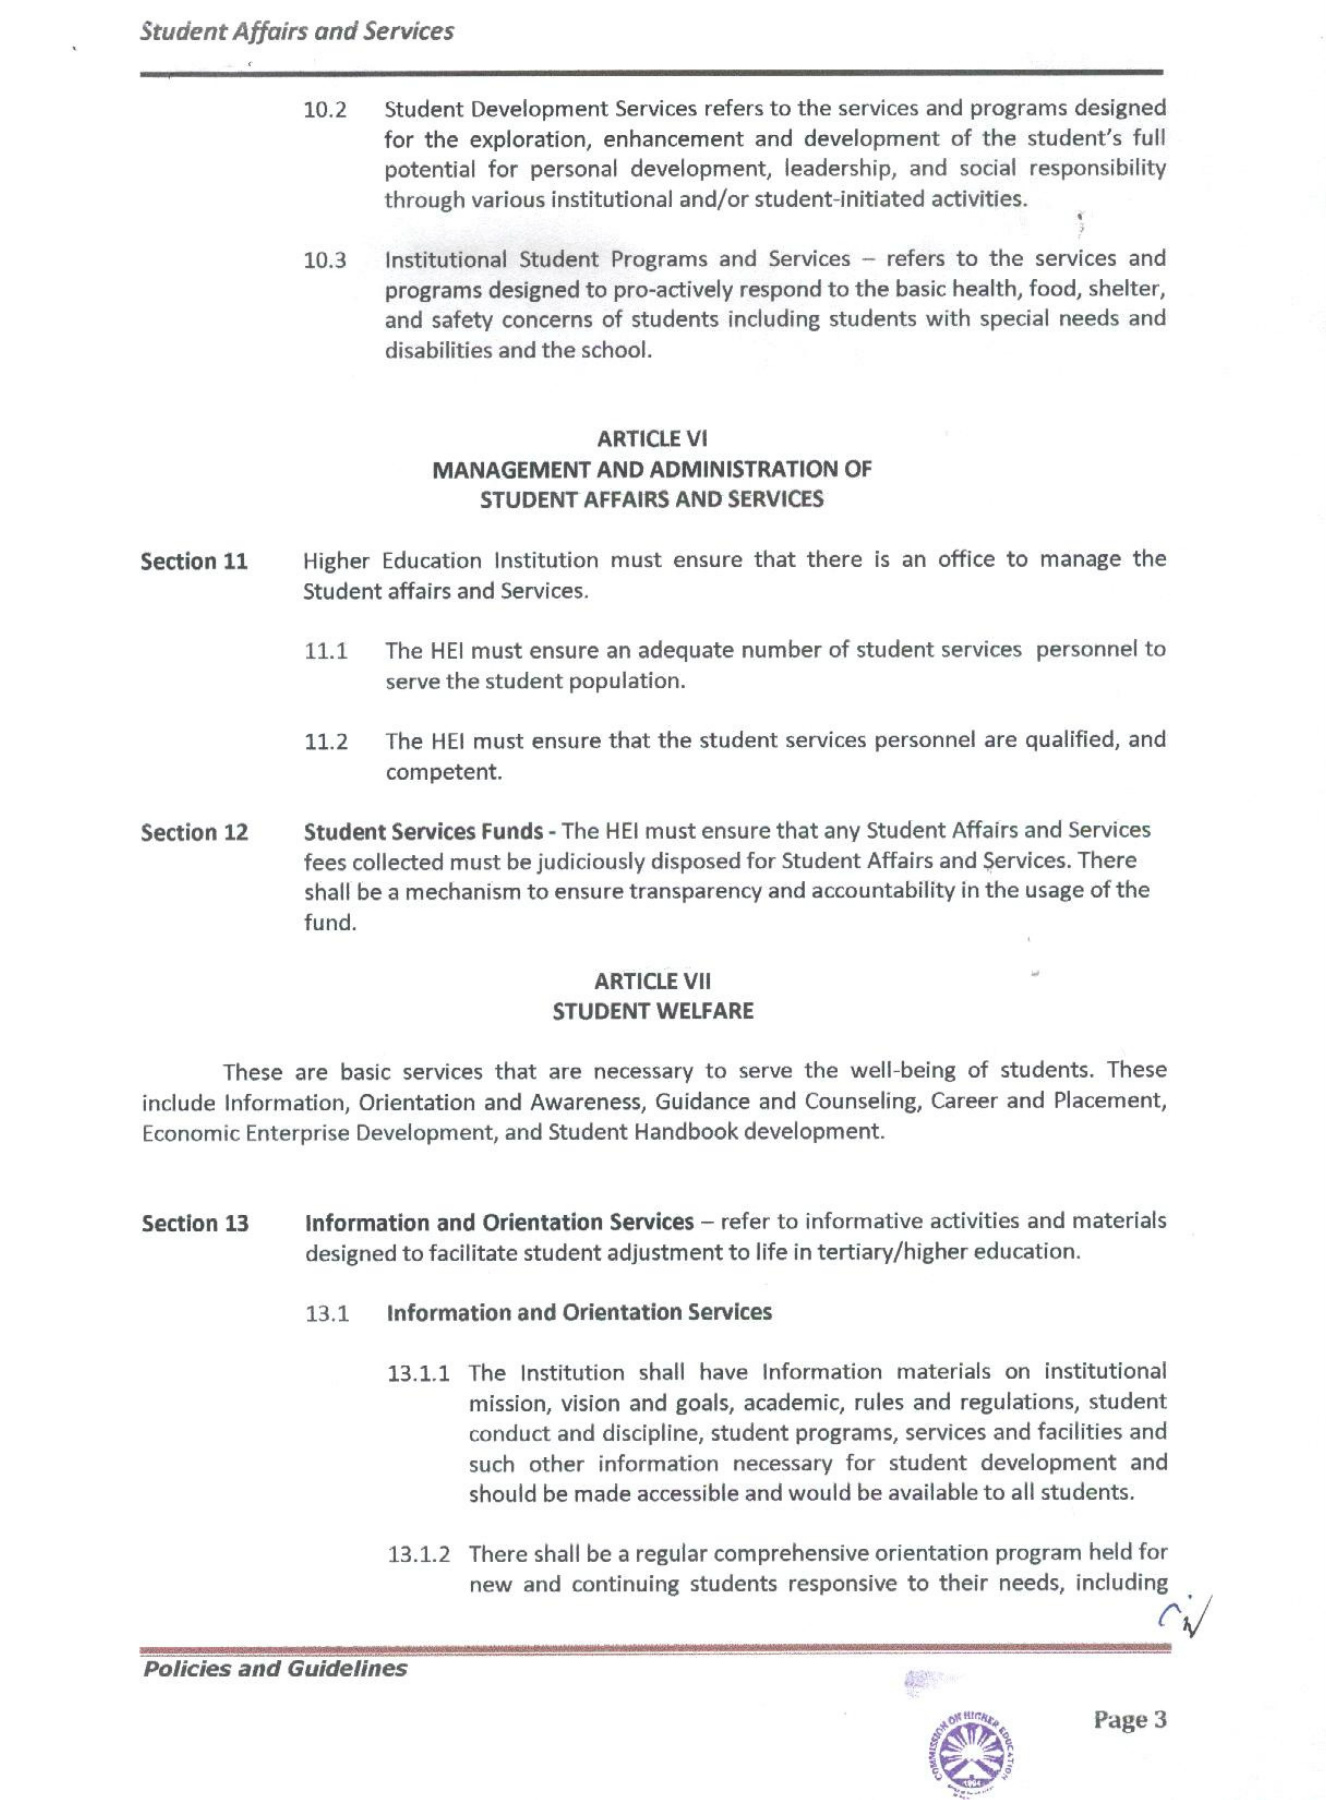 Student Affairs and Services
10.2 Student Development Services refers to the services and programs designed
for the exploration, enhancement and development of the student's full
potential for personal development, leadership, and social responsibility
through various institutional and/or student-initiated activities.
10.3 Institutional Student Programs and Services – refers to the services and
programs designed to pro-actively respond to the basic health, food, shelter,
and safety concerns of students including students with special needs and
disabilities and the school.
ARTICLE VI
MANAGEMENT AND ADMINISTRATION OF
STUDENT AFFAIRS AND SERVICES
Section 11 Higher Education Institution must ensure that there is an office to manage the
Student affairs and Services.
11.1 The HEI must ensure an adequate number of student services personnel to
serve the student population.
11.2 The HEI must ensure that the student services personnel are qualified, and
competent.
Section 12 Student Services Funds - The HEI must ensure that any Student Affairs and Services
fees collected must be judiciously disposed for Student Affairs and Services. There
shall be a mechanism to ensure transparency and accountability in the usage of the
fund.
ARTICLE VII
STUDENT WELFARE
These are basic services that are necessary to serve the well-being of students. These
include Information, Orientation and Awareness, Guidance and Counseling, Career and Placement,
Economic Enterprise Development, and Student Handbook development.
Section 13 Information and Orientation Services – refer to informative activities and materials
designed to facilitate student adjustment to life in tertiary/higher education.
13.1 Information and Orientation Services
13.1.1 The Institution shall have Information materials on institutional
mission, vision and goals, academic, rules and regulations, student
conduct and discipline, student programs, services and facilities and
such other information necessary for student development and
should be made accessible and would be available to all students.
13.1.2 There shall be a regular comprehensive orientation program held for
new and continuing students responsive to their needs, including
Policies and Guidelines
Page 3
COMMISSION ON HIGHER EDUCATION